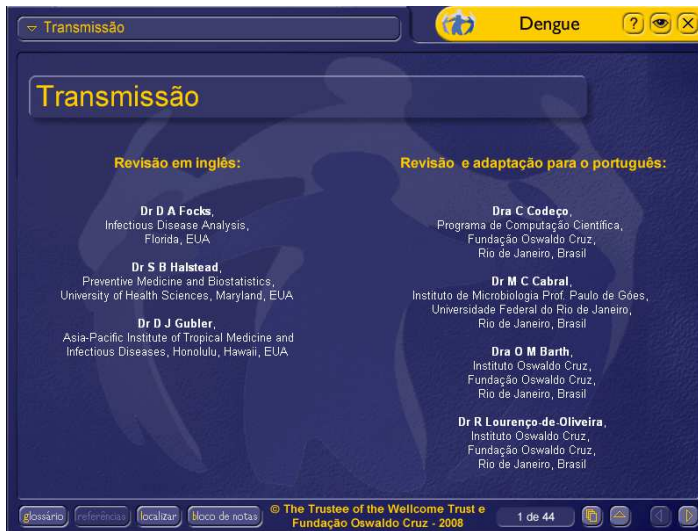 Transmissão
Dengue
?
X
Transmissão
Revisão em inglês:
Dr D A Focks,
Infectious Disease Analysis,
Florida, EUA
Dr S B Halstead,
Preventive Medicine and Biostatistics,
University of Health Sciences, Maryland, EUA
Dr D J Gubler,
Asia-Pacific Institute of Tropical Medicine and
Infectious Diseases, Honolulu, Hawaii, EUA
Revisão e adaptação para o português:
Dra C Codeço,
Programa de Computação Científica,
Fundação Oswaldo Cruz,
Rio de Janeiro, Brasil
Dr M C Cabral,
Instituto de Microbiologia Prof. Paulo de Góes,
Universidade Federal do Rio de Janeiro,
Rio de Janeiro, Brasil
Dra O M Barth,
Instituto Oswaldo Cruz,
Fundação Oswaldo Cruz,
Rio de Janeiro, Brasil
Dr R Lourenço-de-Oliveira,
Instituto Oswaldo Cruz,
Fundação Oswaldo Cruz,
Rio de Janeiro, Brasil
glossário
referências
localizar
bloco de notas
© The Trustee of the Wellcome Trust e
Fundação Oswaldo Cruz - 2008
1 de 44